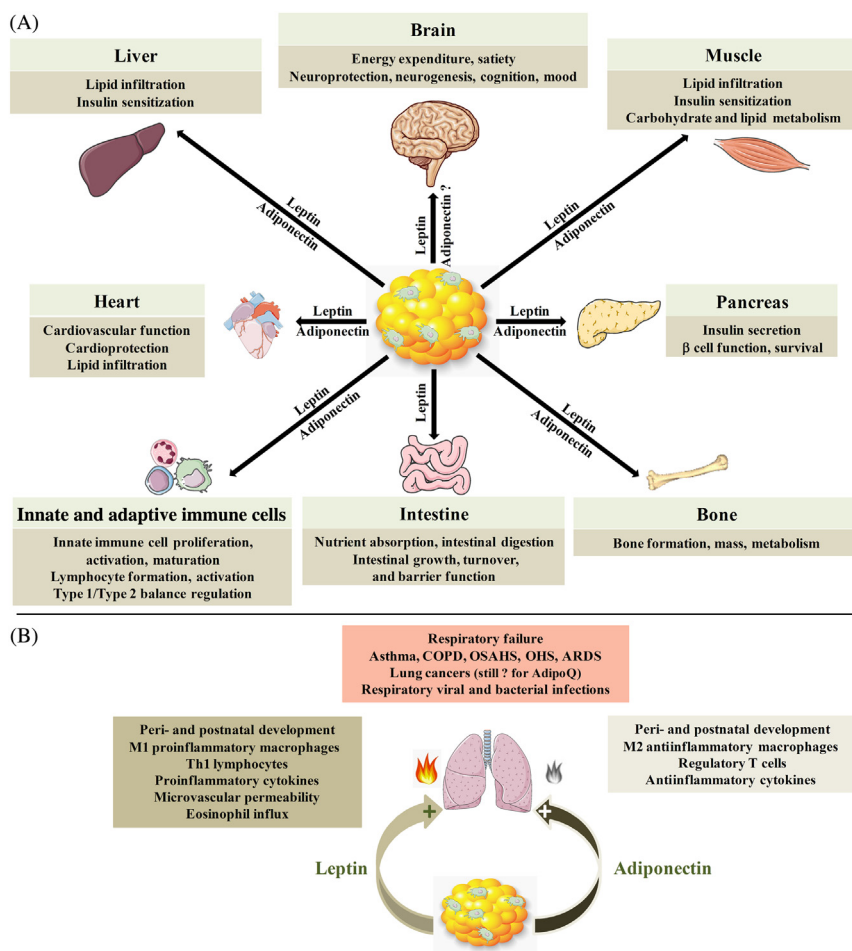 (A)
Brain
Energy expenditure, satiety
Neuroprotection, neurogenesis, cognition, mood
Liver
Lipid infiltration
Insulin sensitization
Muscle
Lipid infiltration
Insulin sensitization
Carbohydrate and lipid metabolism
Leptin
Adiponectin
Leptin
Adiponectin ?
Leptin
Adiponectin
Heart
Cardiovascular function
Cardioprotection
Lipid infiltration
Leptin
Adiponectin
Leptin
Adiponectin
Pancreas
Insulin secretion
β cell function, survival
Leptin
Adiponectin
Leptin
Leptin
Adiponectin
Innate and adaptive immune cells
Innate immune cell proliferation,
activation, maturation
Lymphocyte formation, activation
Type 1/Type 2 balance regulation
Intestine
Nutrient absorption, intestinal digestion
Intestinal growth, turnover,
and barrier function
Bone
Bone formation, mass, metabolism
(B)
Respiratory failure
Asthma, COPD, OSAHS, OHS, ARDS
Lung cancers (still ? for AdipoQ)
Respiratory viral and bacterial infections
Peri- and postnatal development
M1 proinflammatory macrophages
Th1 lymphocytes
Proinflammatory cytokines
Microvascular permeability
Eosinophil influx
Peri- and postnatal development
M2 antiinflammatory macrophages
Regulatory T cells
Antiinflammatory cytokines
+
+
Leptin
Adiponectin